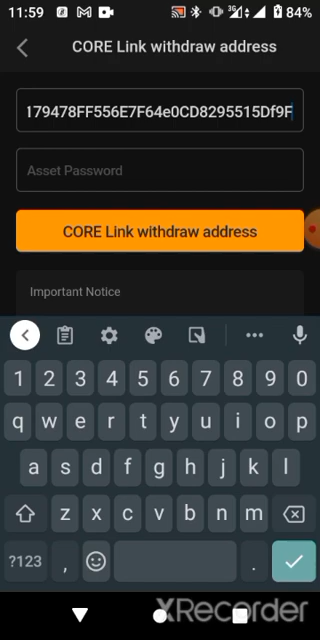 11:59 3G 84%
CORE Link withdraw address
179478FF556E7F64e0CD8295515Df9F
Asset Password
CORE Link withdraw address
Important Notice
1 2 3 4 5 6 7 8 9 0
q w e r t y u i o p
a s d f g h j k l
z x c v b n m
?123 , .
XRecorder